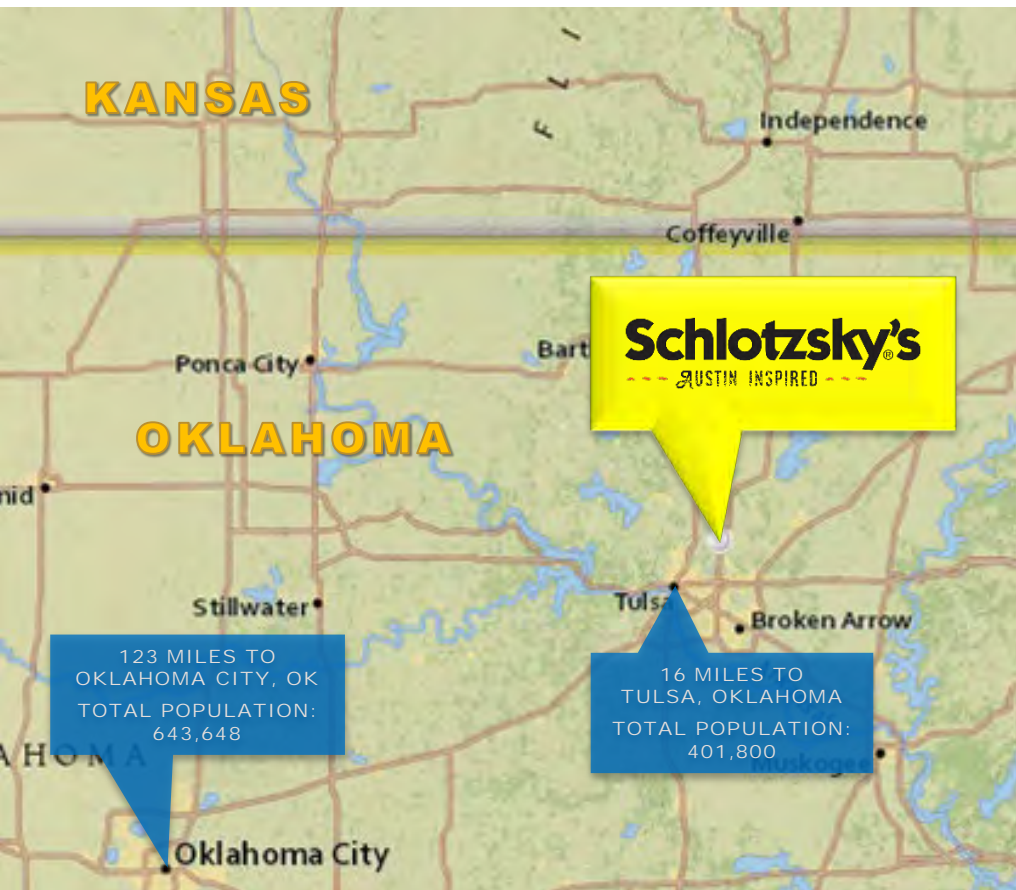 F L I
KANSAS
Independence
Coffeyville
Schlotzsky's®
AUSTIN INSPIRED
Ponca City
Bart
OKLAHOMA
nid
Tulsa
Stillwater
Broken Arrow
123 MILES TO
OKLAHOMA CITY, OK
TOTAL POPULATION:
643,648
16 MILES TO
TULSA, OKLAHOMA
TOTAL POPULATION:
401,800
AHOMA
Muskogee
Oklahoma City